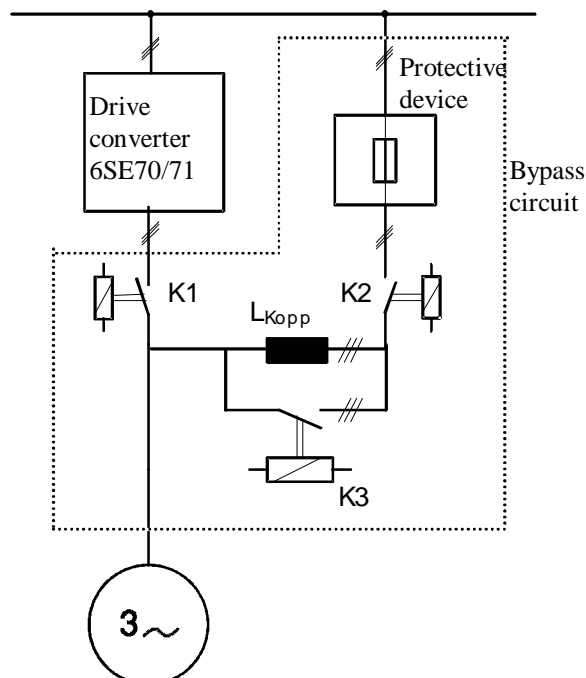 Drive
converter
6SE70/71
Protective
device
Bypass
circuit
K1
K2
LKopp
K3
3~